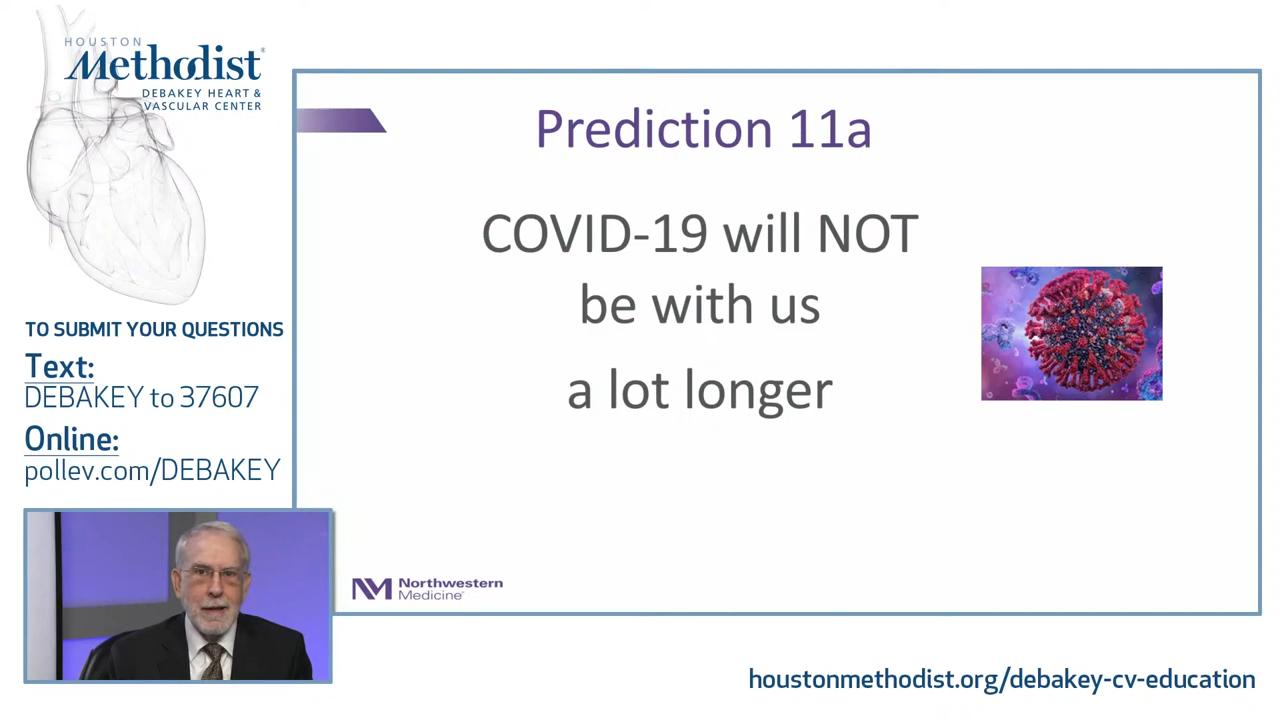 HOUSTON
Methodist®
DEBAKEY HEART &
VASCULAR CENTER
TO SUBMIT YOUR QUESTIONS
Text:
DEBAKEY to 37607
Online:
pollev.com/DEBAKEY
Prediction 11a
COVID-19 will NOT
be with us
a lot longer
Northwestern
Medicine®
houstonmethodist.org/debakey-cv-education